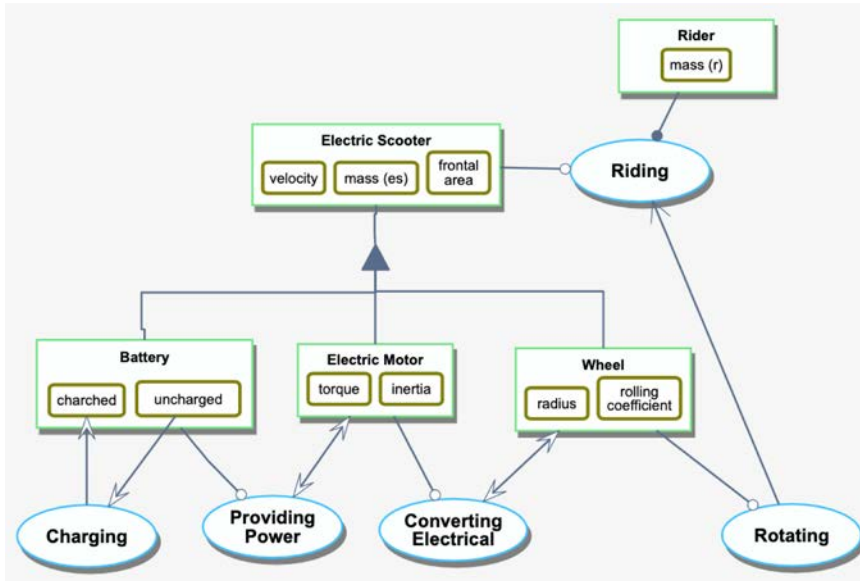 Rider
mass (r)
Electric Scooter
velocity
mass (es)
frontal
area
Riding
Battery
charched
uncharged
Electric Motor
torque
inertia
Wheel
radius
rolling
coefficient
Charging
Providing
Power
Converting
Electrical
Rotating